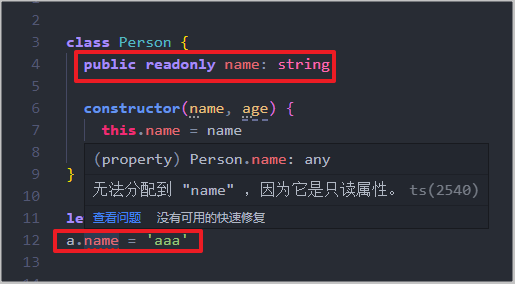 2
3 class Person {
4 public readonly name: string
5
6 constructor(name, age) {
7 this.name = name
8 (property) Person.name: any
9 }
无法分配到 "name" ，因为它是只读属性。 ts(2540)
10
11 le 查看问题 没有可用的快速修复
12 a.name = 'aaa'
13